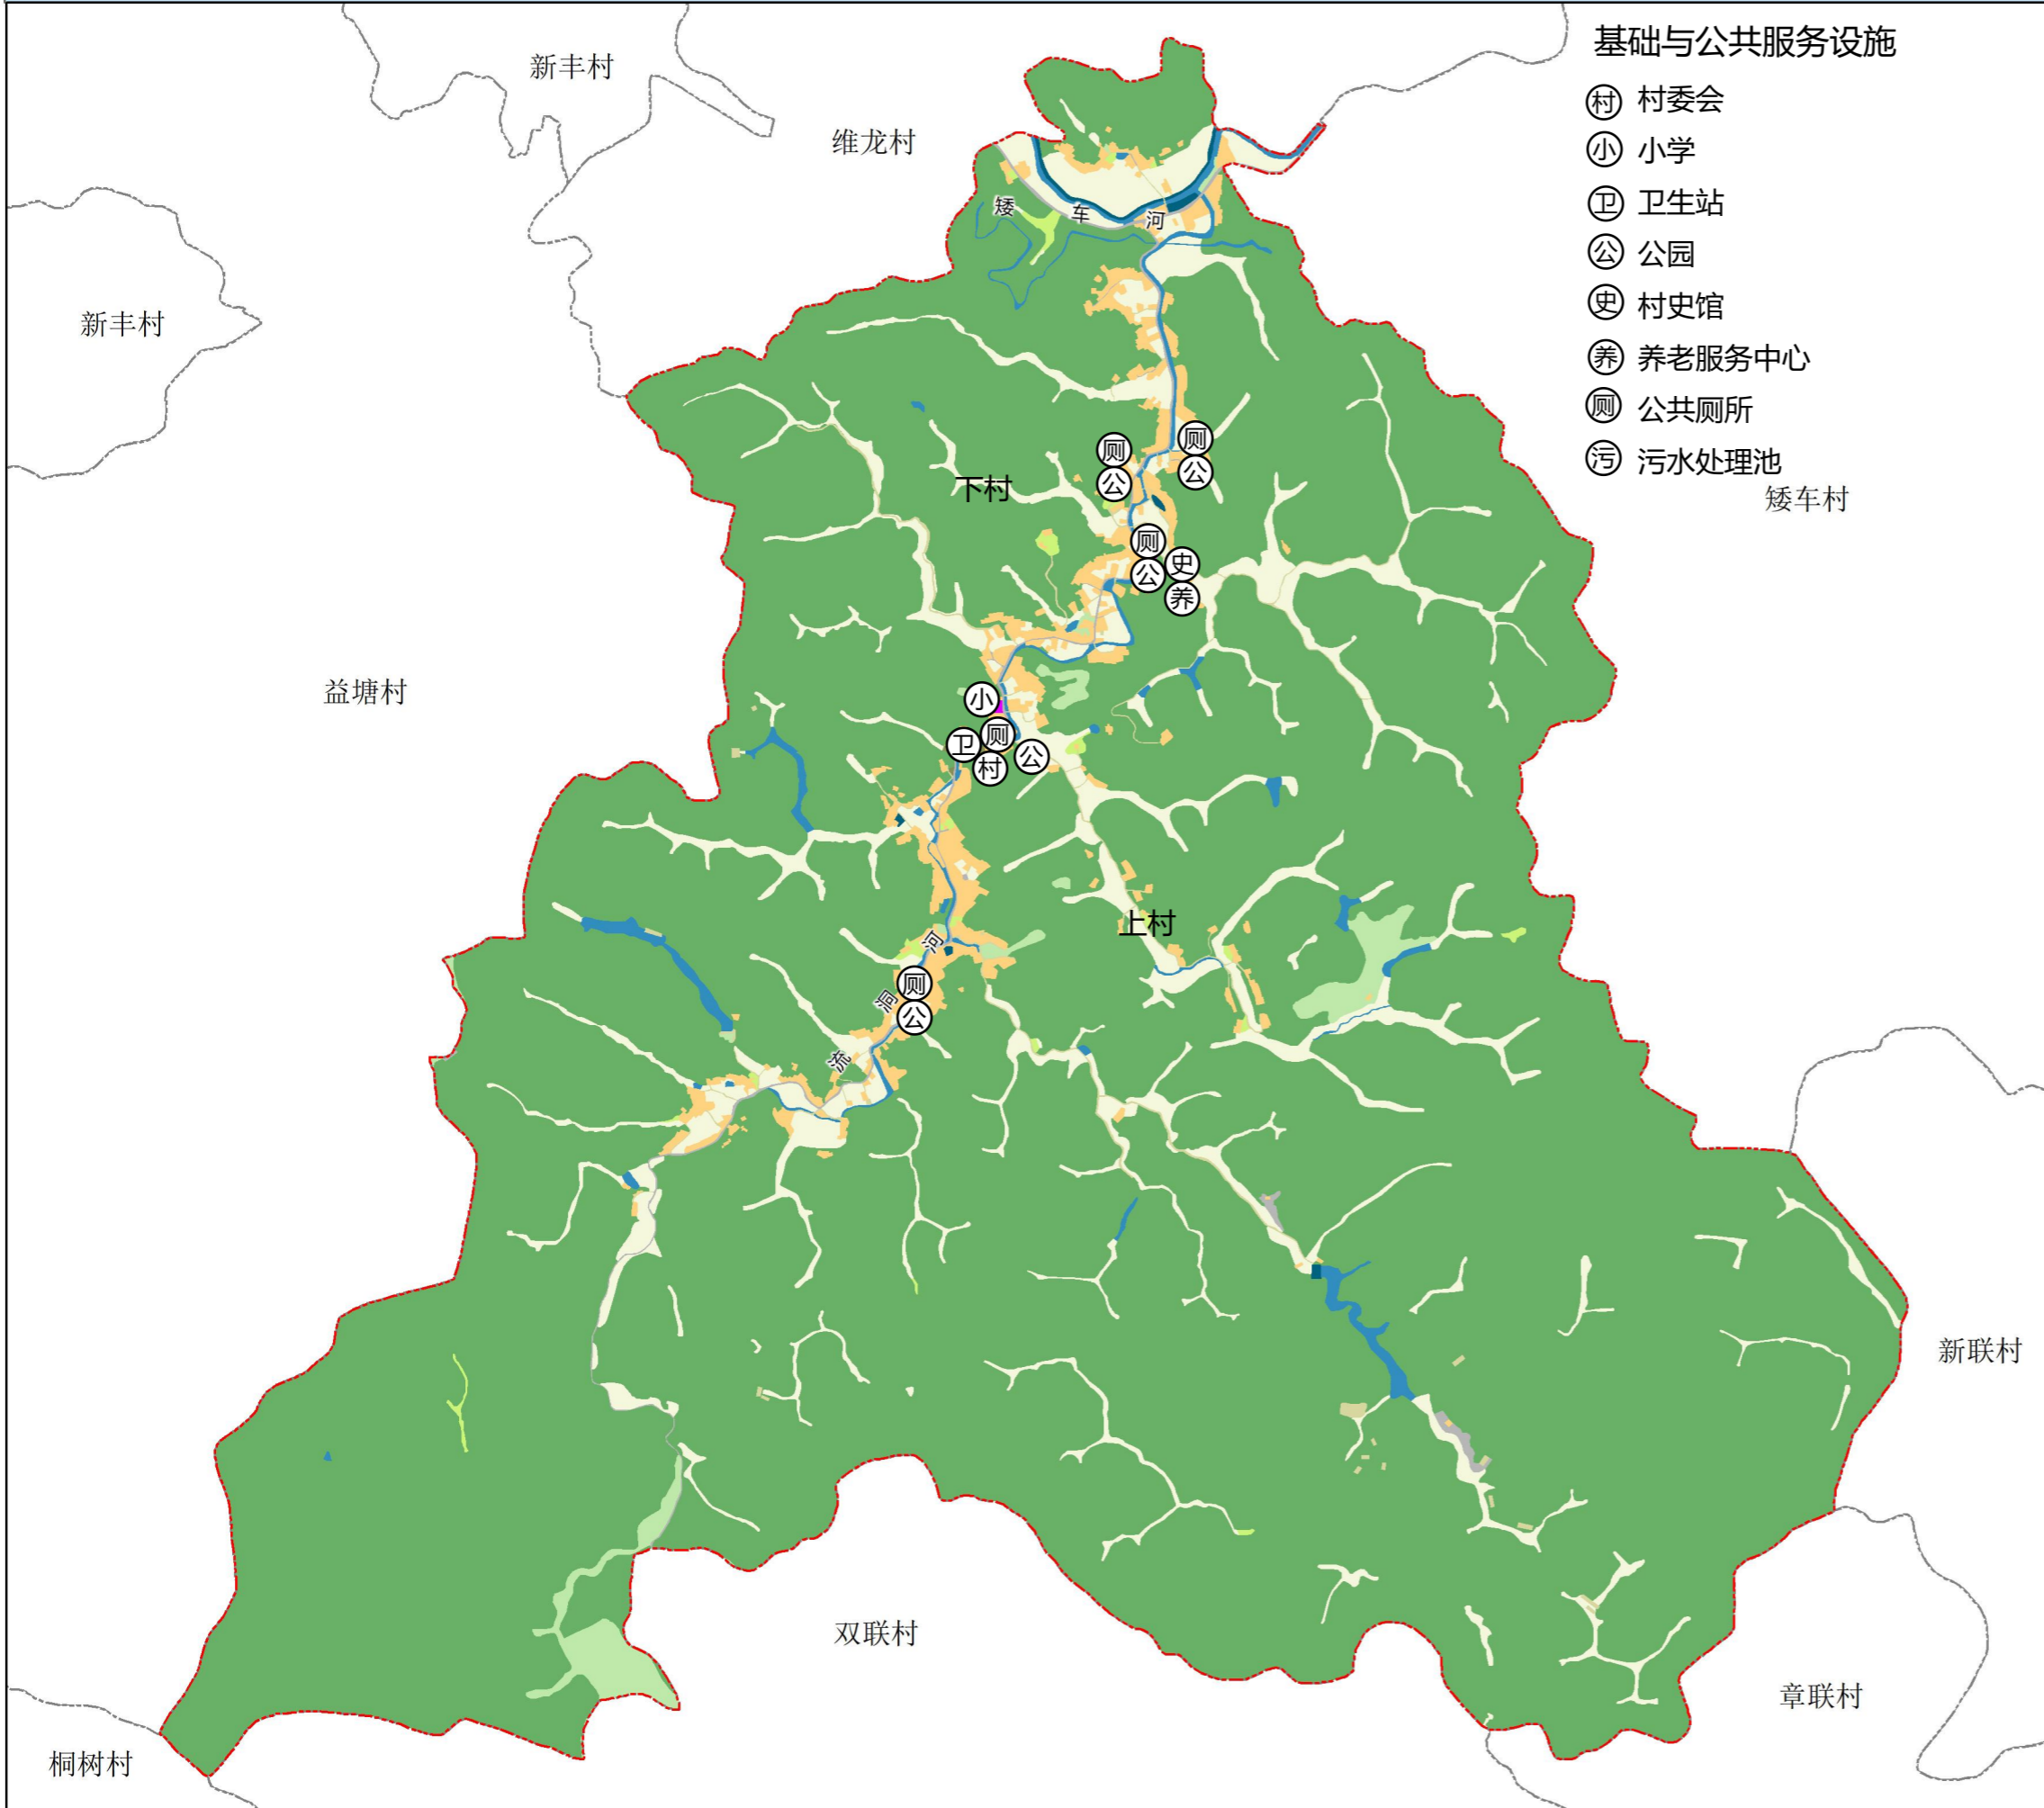 基础与公共服务设施
村 村委会
小 小学
卫 卫生站
公 公园
史 村史馆
养 养老服务中心
厕 公共厕所
污 污水处理池
新丰村
维龙村
矮车河
新丰村
厕
厕
公
公
下村
矮车村
厕
史
公
养
益塘村
小
厕
卫
公
村
上村
流洞河
厕
公
新联村
双联村
章联村
桐树村